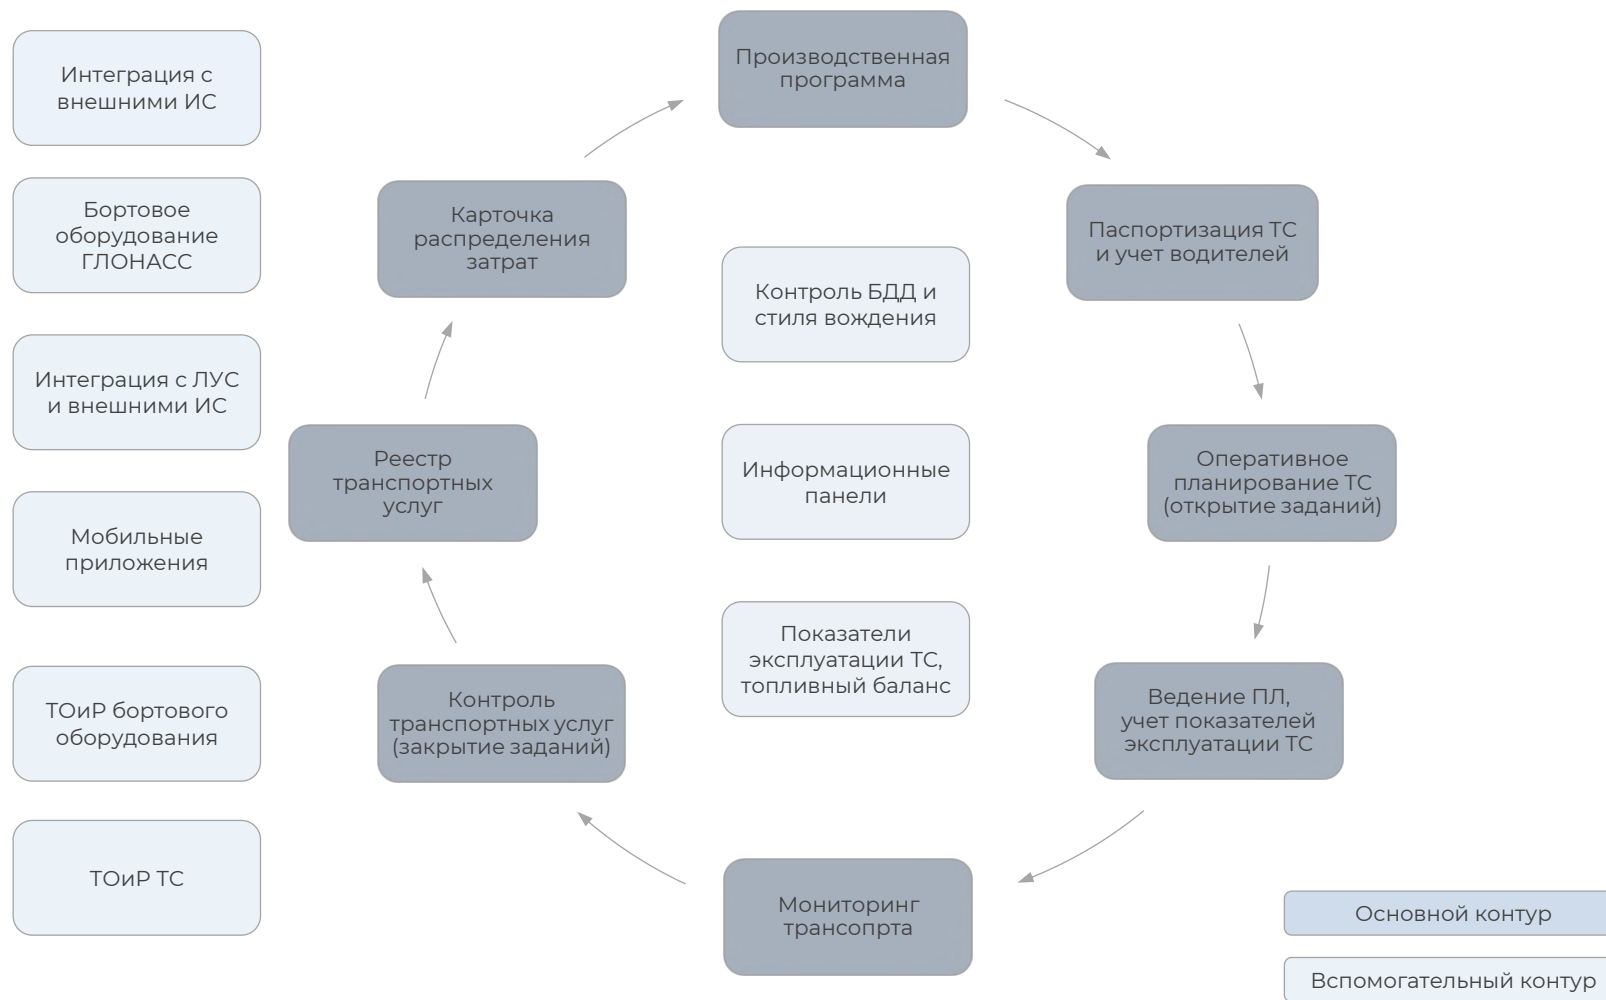 Интеграция с
внешними ИС
Бортовое
оборудование
ГЛОНАСС
Интеграция с ЛУС
и внешними ИС
Мобильные
приложения
ТОиР бортового
оборудования
ТОиР ТС
Производственная
программа
Паспортизация ТС
и учет водителей
Оперативное
планирование ТС
(открытие заданий)
Ведение ПЛ,
учет показателей
эксплуатации ТС
Мониторинг
трансопрта
Контроль
транспортных услуг
(закрытие заданий)
Реестр
транспортных
услуг
Карточка
распределения
затрат
Контроль БДД и
стиля вождения
Информационные
панели
Показатели
эксплуатации ТС,
топливный баланс
Основной контур
Вспомогательный контур